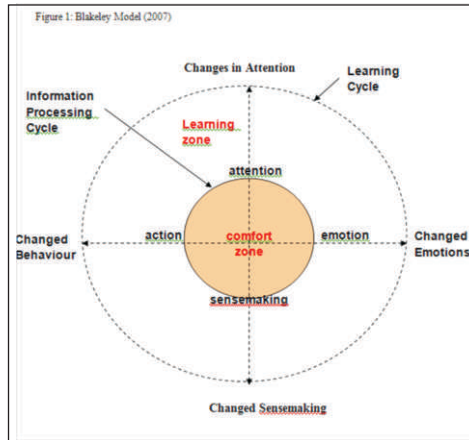 Figure 1: Blakeley Model (2007)
Changes in Attention
Learning
Cycle
Information
Processing
Cycle
Learning
zone
attention
Changed
Behaviour
action
comfort
zone
emotion
Changed
Emotions
sensemaking
Changed Sensemaking